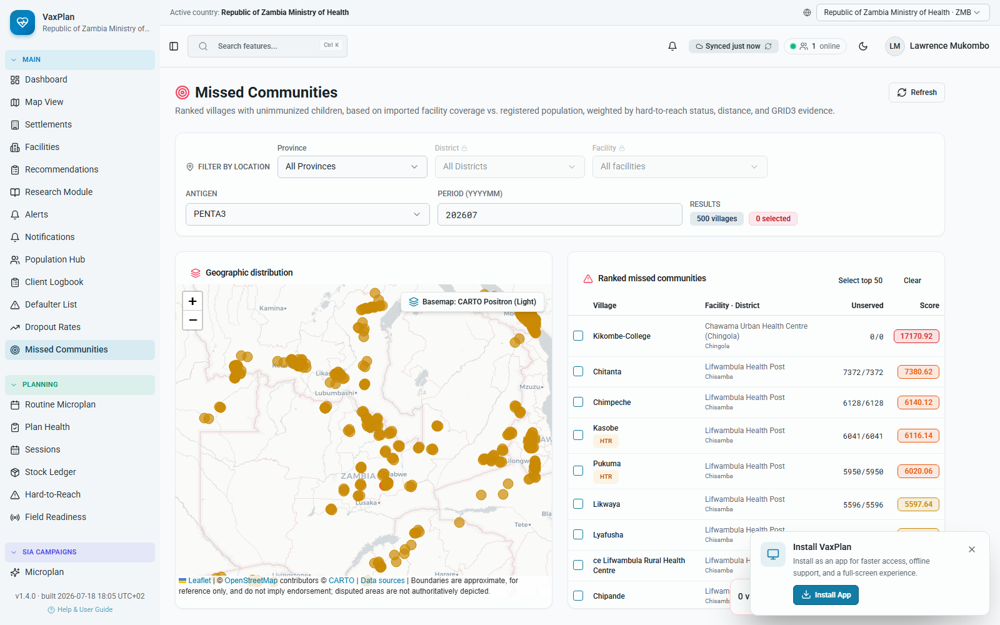 VaxPlan
Republic of Zambia Ministry of...
MAIN
Dashboard
Map View
Settlements
Facilities
Recommendations
Research Module
Alerts
Notifications
Population Hub
Client Logbook
Defaulter List
Dropout Rates
Missed Communities
PLANNING
Routine Microplan
Plan Health
Sessions
Stock Ledger
Hard-to-Reach
Field Readiness
SIA CAMPAIGNS
Microplan
v1.4.0 · built 2026-07-18 18:05 UTC+02
Help & User Guide
Active country: Republic of Zambia Ministry of Health
Republic of Zambia Ministry of Health · ZMB
Search features...
Ctrl K
Synced just now
1 online
LM
Lawrence Mukombo
Missed Communities
Refresh
Ranked villages with unimmunized children, based on imported facility coverage vs. registered population, weighted by hard-to-reach status, distance, and GRID3 evidence.
FILTER BY LOCATION
Province
All Provinces
District
All Districts
Facility
All facilities
ANTIGEN
PENTA3
PERIOD (YYYYMM)
202607
RESULTS
500 villages
0 selected
Geographic distribution
+
−
Basemap: CARTO Positron (Light)
Kamina
Likas
Lubumbashi
Mzuzu
Lilongw
ZAMBIA
abwe
Lusaka
Tete
Bla
Livingstone
Harare
Leaflet | © OpenStreetMap contributors © CARTO | Data sources | Boundaries are approximate, for
reference only, and do not imply endorsement; disputed areas are not authoritatively depicted.
Ranked missed communities
Select top 50
Clear
Village
Facility · District
Unserved
Score
Kikombe-College
Chawama Urban Health Centre
(Chingola)
Chingola
0/0
17170.92
Chitanta
Lifwambula Health Post
Chisamba
7372/7372
7380.62
Chimpeche
Lifwambula Health Post
Chisamba
6128/6128
6140.12
Kasobe
HTR
Lifwambula Health Post
Chisamba
6041/6041
6116.14
Pukuma
HTR
Lifwambula Health Post
Chisamba
5950/5950
6020.06
Likwaya
Lifwambula Health Post
Chisamba
5596/5596
5597.64
Lyafusha
Lifwambula Health Post
Chisamba
ce Lifwambula Rural Health
Centre
Lifwambula H
Chisamba
Chipande
Lifwam
Chisamb
0 v
Install VaxPlan
Install as an app for faster access, offline
support, and a full-screen experience.
Install App